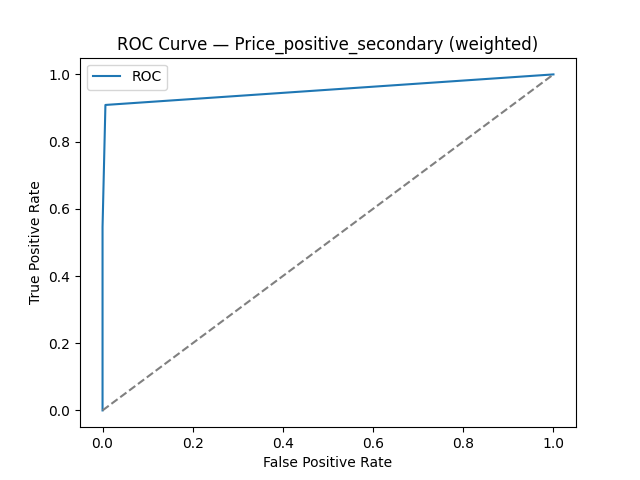 ROC Curve — Price_positive_secondary (weighted)
ROC
1.0
0.8
0.6
0.4
0.2
0.0
True Positive Rate
0.0 0.2 0.4 0.6 0.8 1.0
False Positive Rate